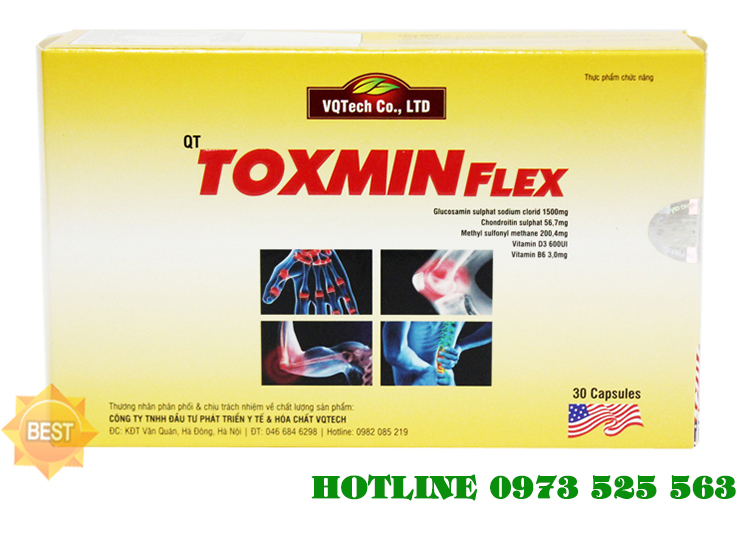 Thực phẩm chức năng
VQTech Co., LTD
QT
TOXMIN FLEX
Glucosamin sulphat sodium clorid 1500mg
Chondroitin sulphat 56,7mg
Methyl sulfonyl methane 200,4mg
Vitamin D3 600UI
Vitamin B6 3,0mg
30 Capsules
Thương nhân phân phối & chịu trách nhiệm về chất lượng sản phẩm:
CÔNG TY TNHH ĐẦU TƯ PHÁT TRIỂN Y TẾ & HÓA CHẤT VQTECH
ĐC: KĐT Văn Quán, Hà Đông, Hà Nội | ĐT: 046 684 6298 | Hotline: 0982 085 219
BEST
HOTLINE 0973 525 563